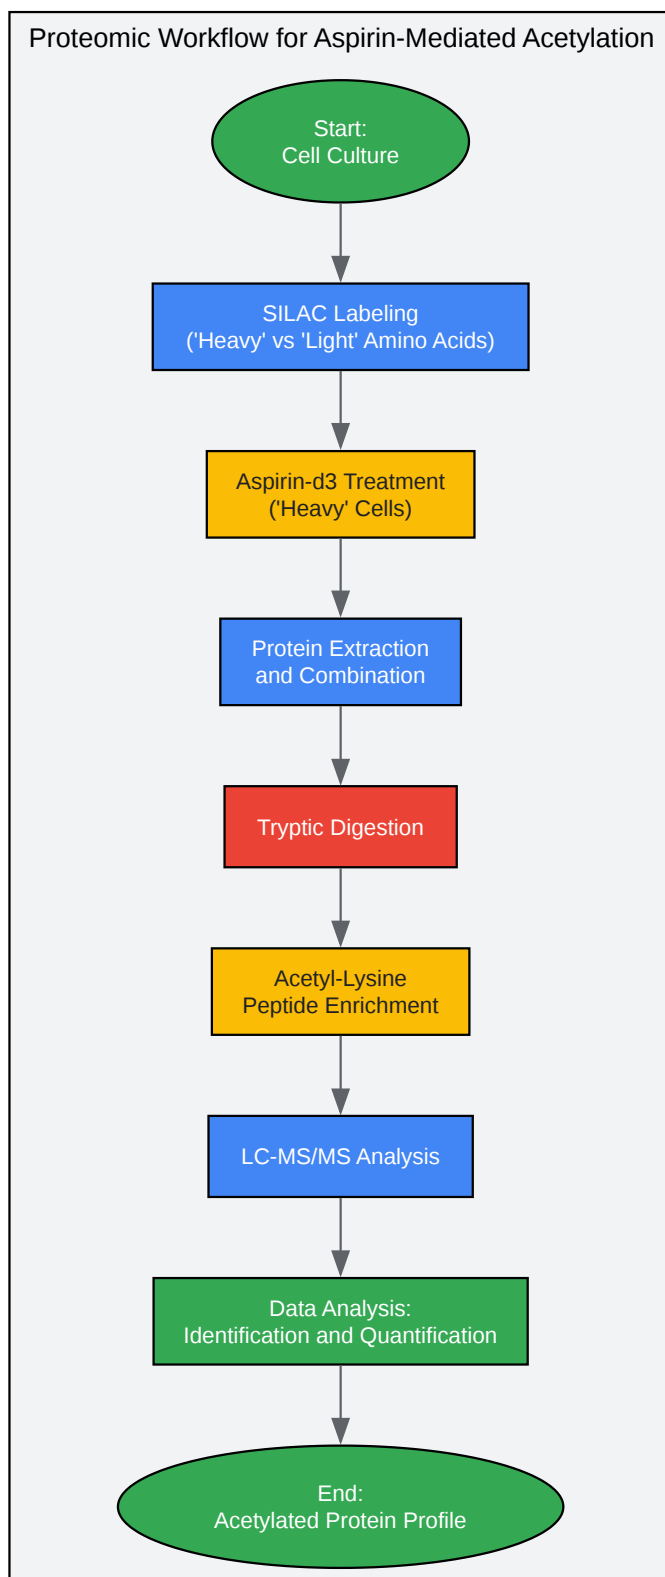 Proteomic Workflow for Aspirin-Mediated Acetylation
Start:
Cell Culture
SILAC Labeling
('Heavy' vs 'Light' Amino Acids)
Aspirin-d3 Treatment
('Heavy' Cells)
Protein Extraction
and Combination
Tryptic Digestion
Acetyl-Lysine
Peptide Enrichment
LC-MS/MS Analysis
Data Analysis:
Identification and Quantification
End:
Acetylated Protein Profile